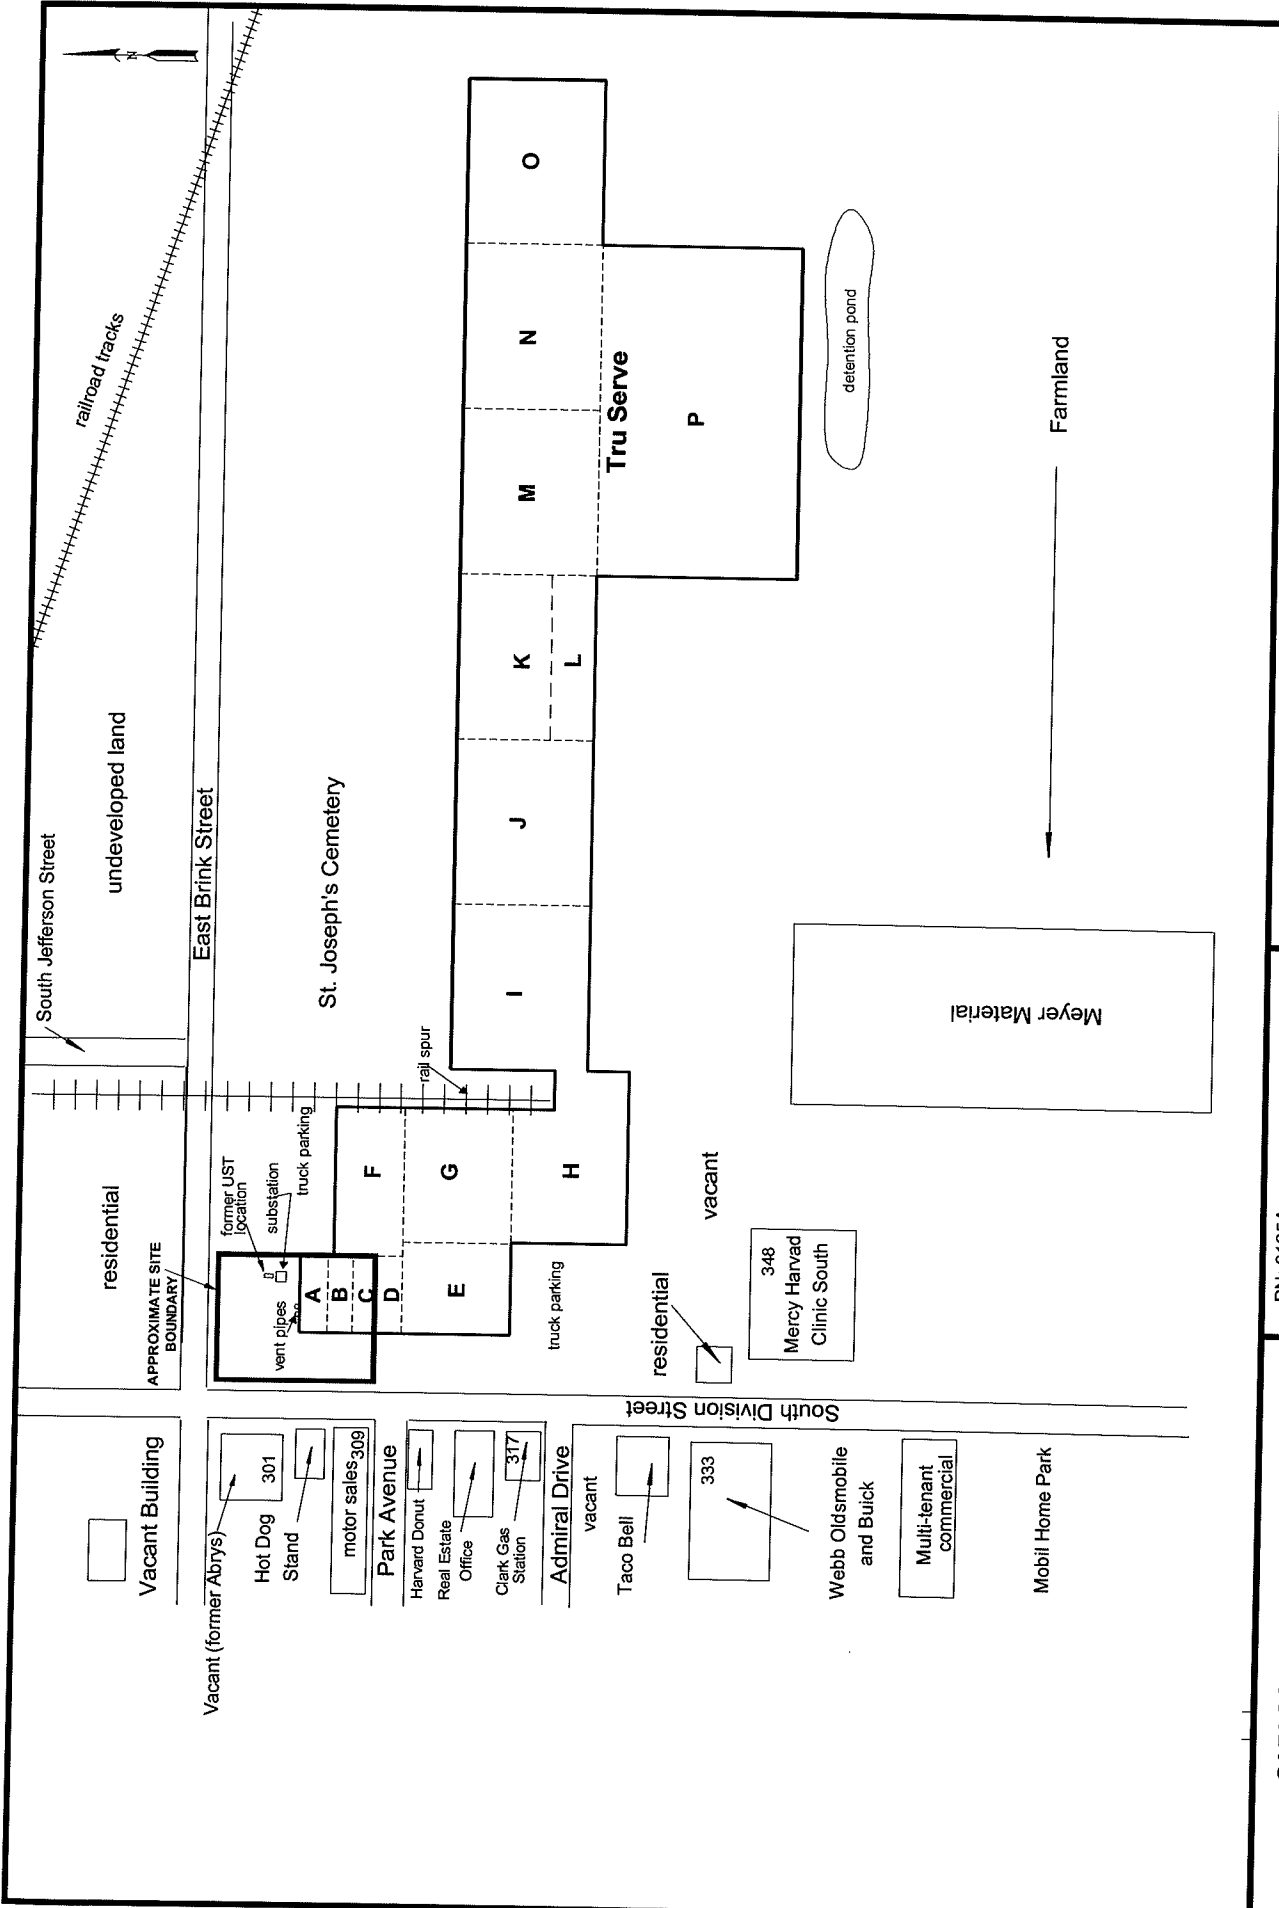 N
railroad tracks
South Jefferson Street
undeveloped land
East Brink Street
St. Joseph's Cemetery
residential
APPROXIMATE SITE
BOUNDARY
former UST
location
substation
truck parking
vent pipes
rail spur
A
B
C
D
E
F
G
H
I
J
K
L
M
N
O
P
Tru Serve
detention pond
Farmland
Meyer Material
truck parking
vacant
residential
348
Mercy Harvad
Clinic South
South Division Street
Vacant Building
Vacant (former Abrys)
301
Hot Dog
Stand
motor sales
309
Park Avenue
Harvard Donut
Real Estate
Office
Clark Gas
Station
317
Admiral Drive
vacant
Taco Bell
333
Webb Oldsmobile
and Buick
Multi-tenant
commercial
Mobil Home Park